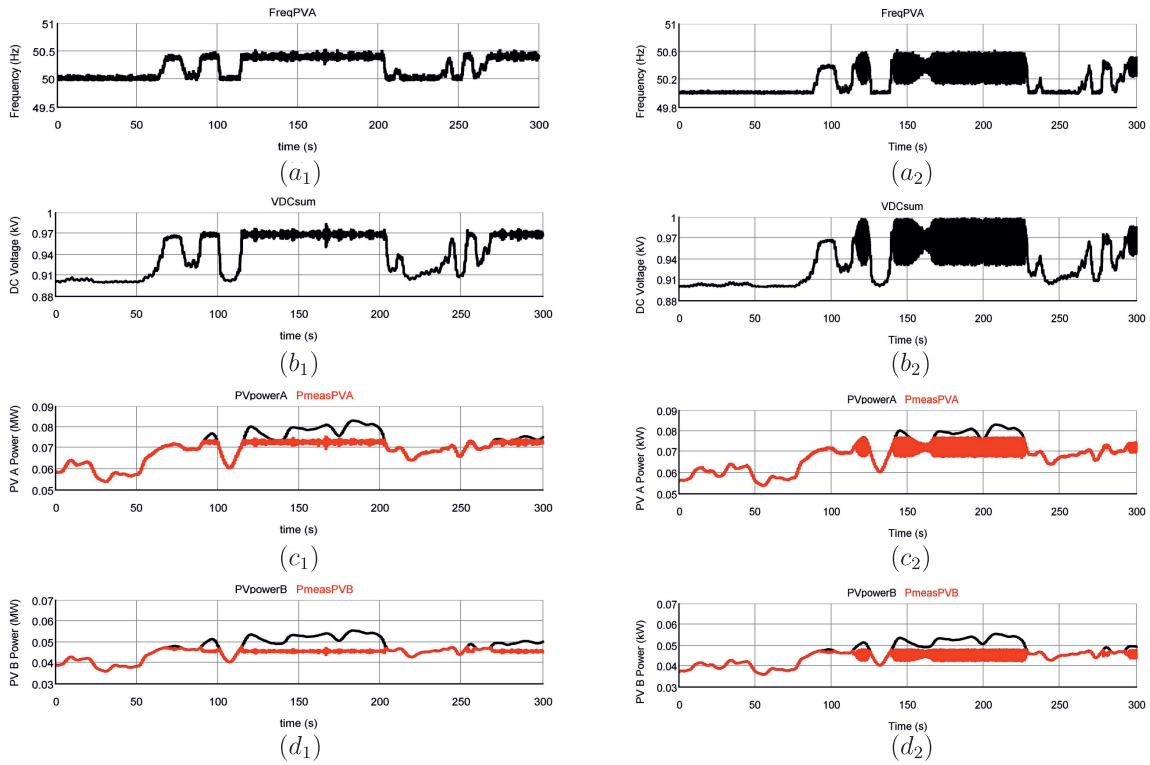 FreqPVA
Frequency (Hz)
51
50.5
50
49.5
0 50 100 150 200 250 300
time (s)
(a1)
VDCsum
DC Voltage (kV)
1
0.97
0.94
0.91
0.88
0 50 100 150 200 250 300
time (s)
(b1)
PVpowerA PmeasPVA
PV A Power (MW)
0.09
0.08
0.07
0.06
0.05
0 50 100 150 200 250 300
time (s)
(c1)
PVpowerB PmeasPVB
PV B Power (MW)
0.07
0.06
0.05
0.04
0.03
0 50 100 150 200 250 300
time (s)
(d1)
FreqPVA
Frequency (Hz)
51
50.6
50.2
49.8
0 50 100 150 200 250 300
Time (s)
(a2)
VDCsum
DC Voltage (kV)
1
0.97
0.94
0.91
0.88
0 50 100 150 200 250 300
Time (s)
(b2)
PVpowerA PmeasPVA
PV A Power (kW)
0.09
0.08
0.07
0.06
0.05
0 50 100 150 200 250 300
Time (s)
(c2)
PVpowerB PmeasPVB
PV B Power (kW)
0.07
0.06
0.05
0.04
0.03
0 50 100 150 200 250 300
Time (s)
(d2)